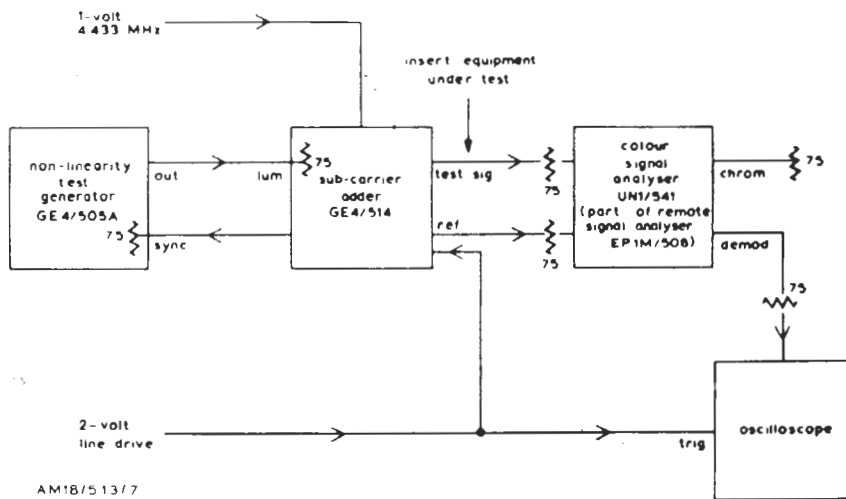 1-volt
4.433 MHz
insert equipment
under test
non-linearity
test
generator
GE4/505A
out
lum
75
sync
75
sub-carrier
adder
GE4/514
test sig
ref
75
75
colour
signal
analyser
UN1/541
(part of remote
signal analyser
EP1M/508)
chrom
75
demod
75
2-volt
line drive
trig
oscilloscope
AM18/513/7